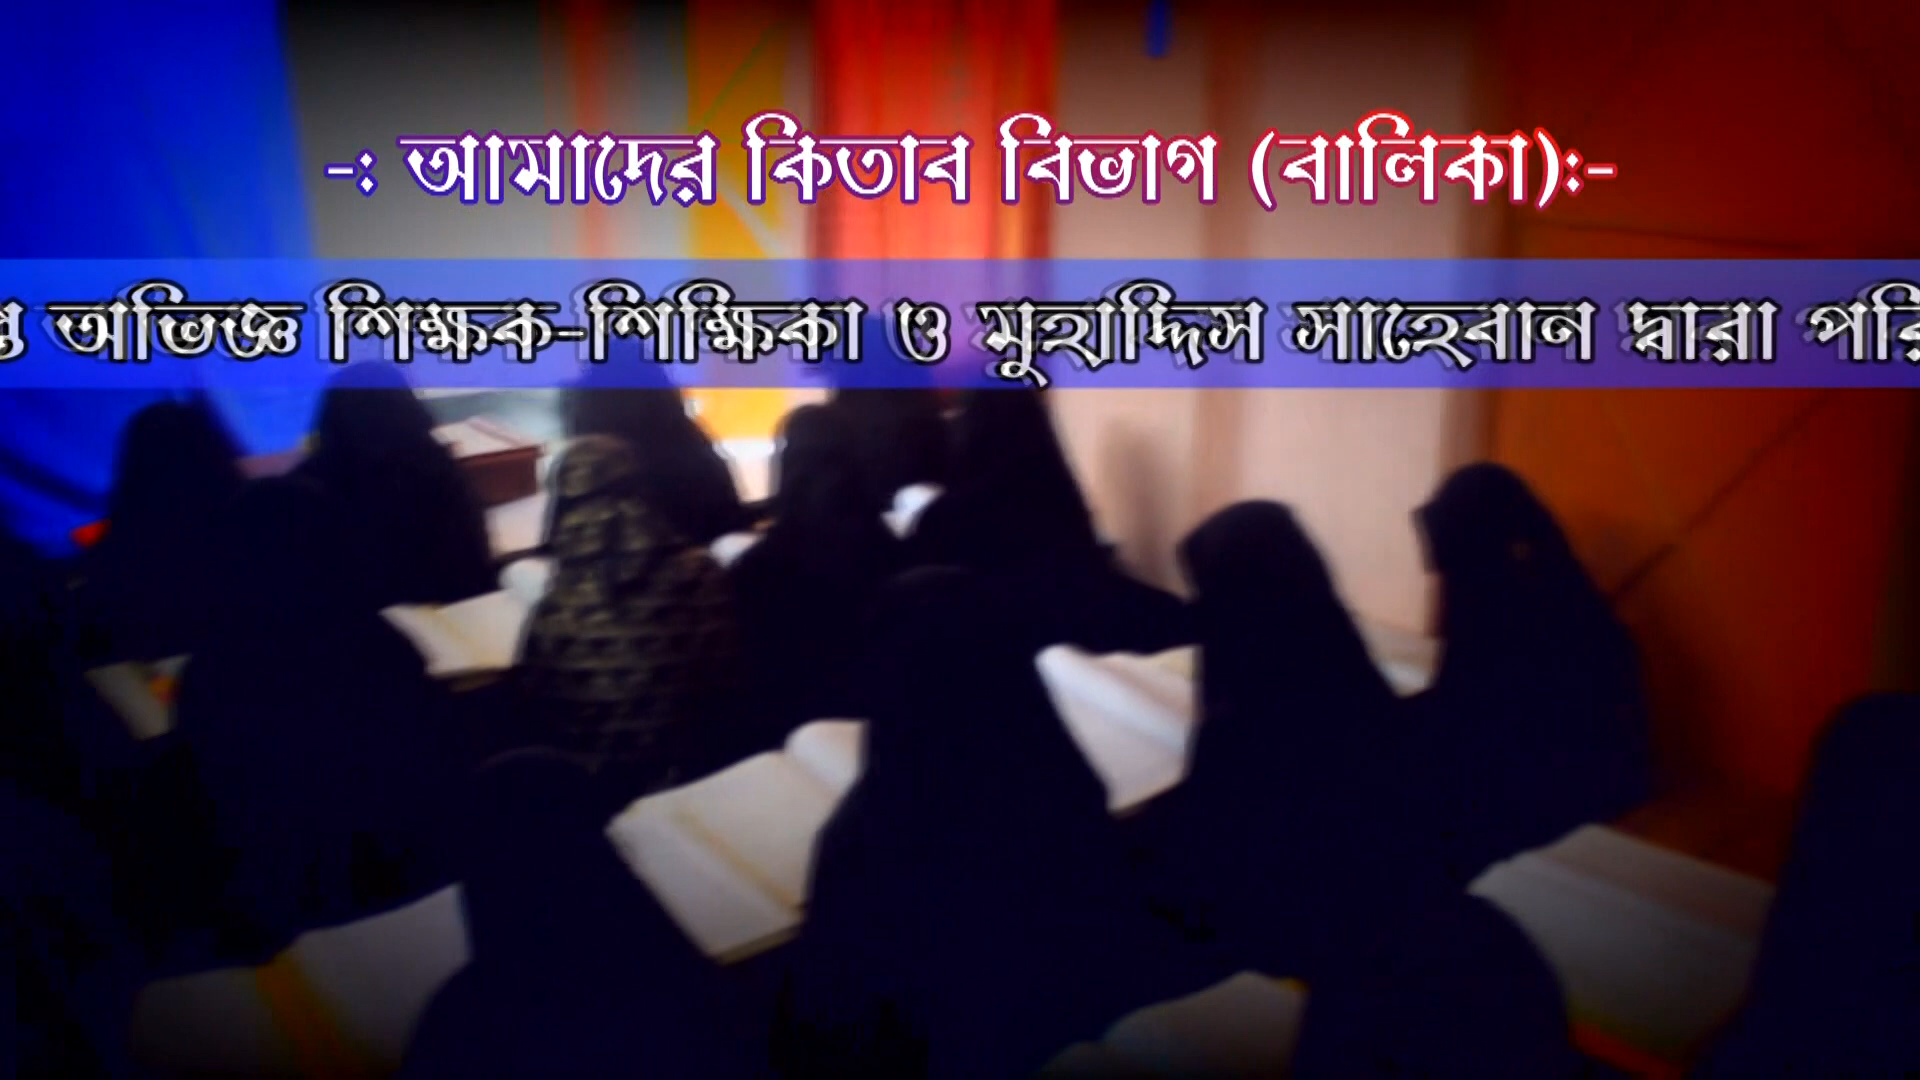 -: আমাদের কিতাব বিভাগ (বালিকা):-
অভিজ্ঞ শিক্ষক-শিক্ষিকা ও মুহাদ্দিস সাহেবান দ্বারা